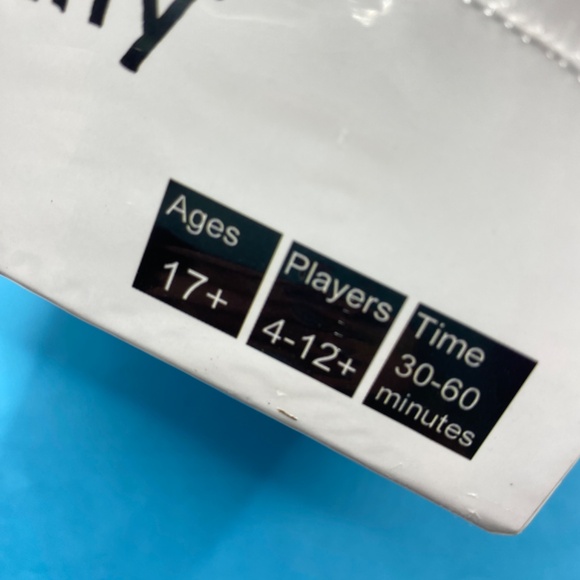 Ages
17+
Players
4-12+
Time
30-60
minutes